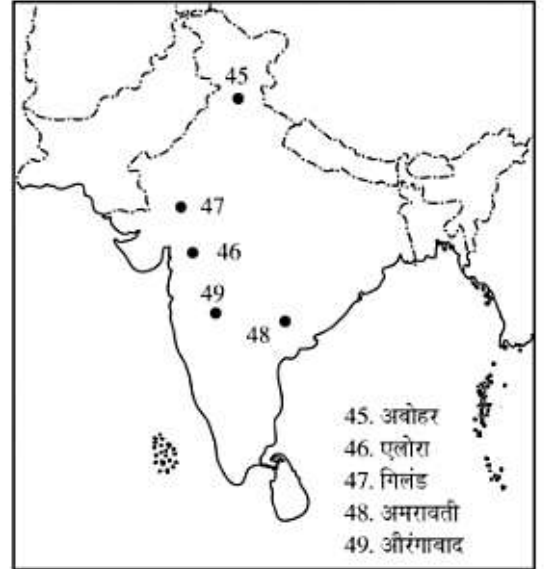 45
47
46
49
48
45. अबोहर
46. एलोरा
47. गिलंड
48. अमरावती
49. औरंगाबाद